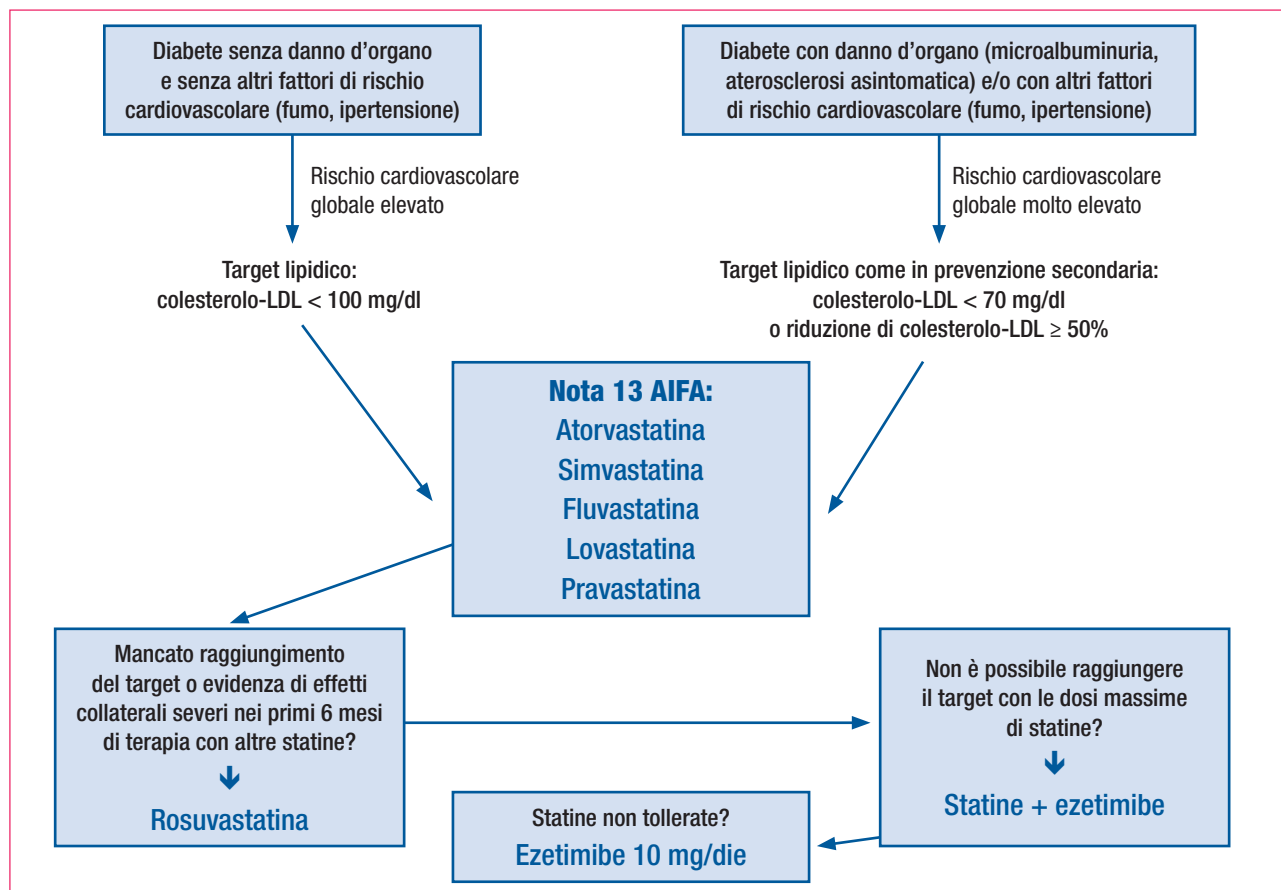 Diabete senza danno d’organo
e senza altri fattori di rischio
cardiovascolare (fumo, ipertensione)
Diabete con danno d’organo (microalbuminuria,
aterosclerosi asintomatica) e/o con altri fattori
di rischio cardiovascolare (fumo, ipertensione)
Rischio cardiovascolare
globale elevato
Rischio cardiovascolare
globale molto elevato
Target lipidico:
colesterolo-LDL < 100 mg/dl
Target lipidico come in prevenzione secondaria:
colesterolo-LDL < 70 mg/dl
o riduzione di colesterolo-LDL ≥ 50%
Nota 13 AIFA:
Atorvastatina
Simvastatina
Fluvastatina
Lovastatina
Pravastatina
Mancato raggiungimento
del target o evidenza di effetti
collaterali severi nei primi 6 mesi
di terapia con altre statine?
Rosuvastatina
Non è possibile raggiungere
il target con le dosi massime
di statine?
Statine + ezetimibe
Statine non tollerate?
Ezetimibe 10 mg/die